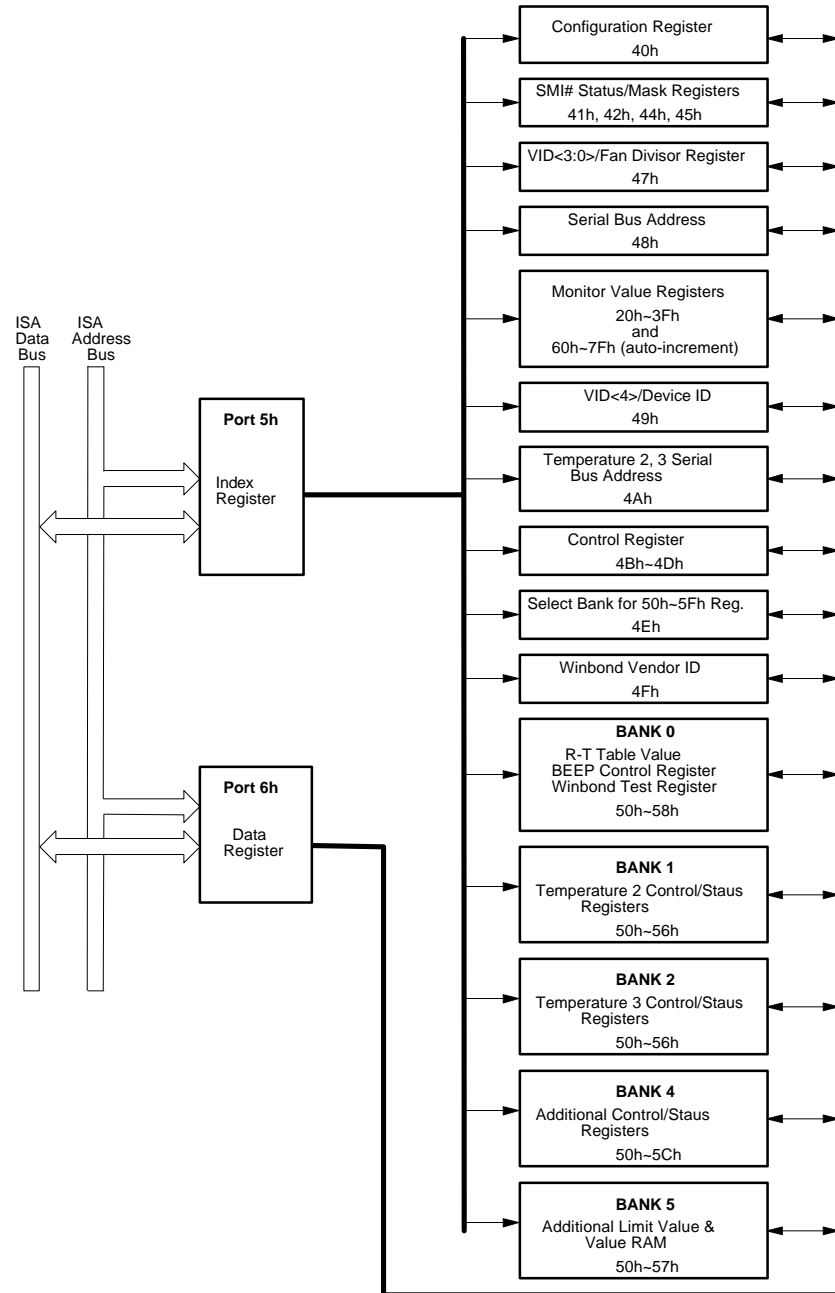 Configuration Register
40h
SMI# Status/Mask Registers
41h, 42h, 44h, 45h
VID<3:0>/Fan Divisor Register
47h
Serial Bus Address
48h
Monitor Value Registers
20h~3Fh
and
60h~7Fh (auto-increment)
ISA
Data
Bus
ISA
Address
Bus
VID<4>/Device ID
49h
Port 5h
Index
Register
Temperature 2, 3 Serial
Bus Address
4Ah
Control Register
4Bh~4Dh
Select Bank for 50h~5Fh Reg.
4Eh
Winbond Vendor ID
4Fh
BANK 0
R-T Table Value
BEEP Control Register
Winbond Test Register
50h~58h
Port 6h
Data
Register
BANK 1
Temperature 2 Control/Staus
Registers
50h~56h
BANK 2
Temperature 3 Control/Staus
Registers
50h~56h
BANK 4
Additional Control/Staus
Registers
50h~5Ch
BANK 5
Additional Limit Value &
Value RAM
50h~57h